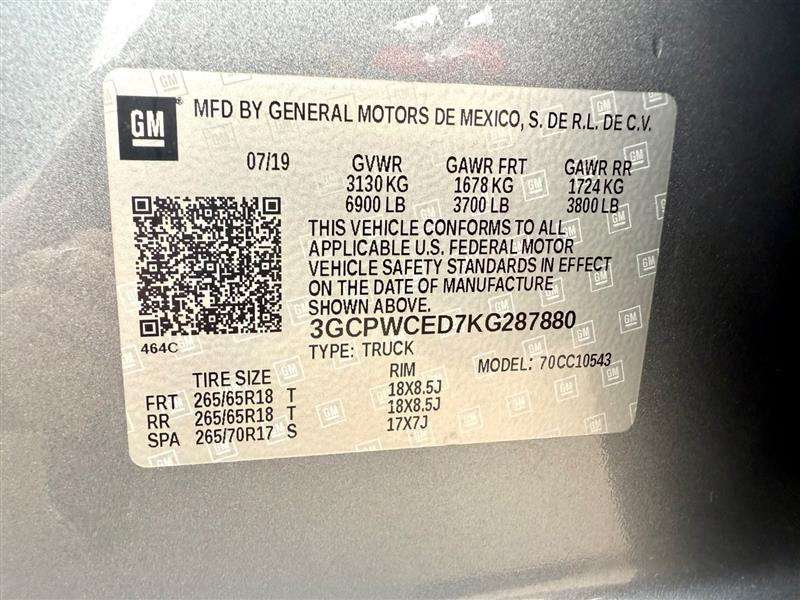 GM ® MFD BY GENERAL MOTORS DE MEXICO, S. DE R.L. DE C.V.
07/19 GVWR GAWR FRT GAWR RR
3130 KG 1678 KG 1724 KG
6900 LB 3700 LB 3800 LB
THIS VEHICLE CONFORMS TO ALL
APPLICABLE U.S. FEDERAL MOTOR
VEHICLE SAFETY STANDARDS IN EFFECT
ON THE DATE OF MANUFACTURE
SHOWN ABOVE.
3GCPWCED7KG287880
464C
TYPE: TRUCK MODEL: 70CC10543
TIRE SIZE RIM
FRT 265/65R18 T 18X8.5J
RR 265/65R18 T 18X8.5J
SPA 265/70R17 S 17X7J